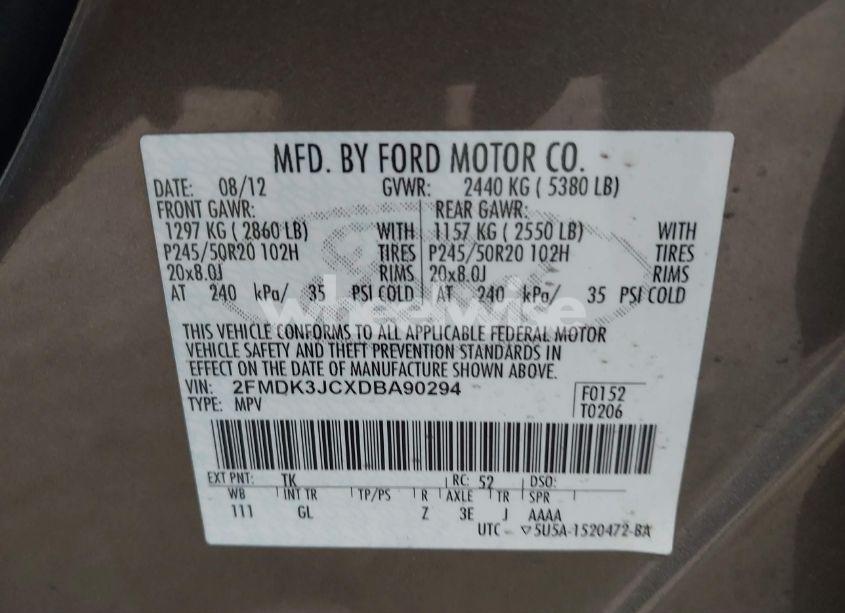 MFD. BY FORD MOTOR CO.
DATE: 08/12 GVWR: 2440 KG ( 5380 LB)
FRONT GAWR: REAR GAWR:
1297 KG ( 2860 LB) WITH 1157 KG ( 2550 LB) WITH
P245/50R20 102H TIRES P245/50R20 102H TIRES
20x8.0J RIMS 20x8.0J RIMS
AT 240 kPa/ 35 PSI COLD AT 240 kPa/ 35 PSI COLD
wheelwise
THIS VEHICLE CONFORMS TO ALL APPLICABLE FEDERAL MOTOR
VEHICLE SAFETY AND THEFT PREVENTION STANDARDS IN
EFFECT ON THE DATE OF MANUFACTURE SHOWN ABOVE.
VIN: 2FMDK3JCXDBA90294 F0152
TYPE: MPV T0206
EXT PNT: TK RC: 52 DSO:
WB INT TR TP/PS R AXLE TR SPR
111 GL Z 3E J AAAA
UTC - ▽5U5A-1520472-BA